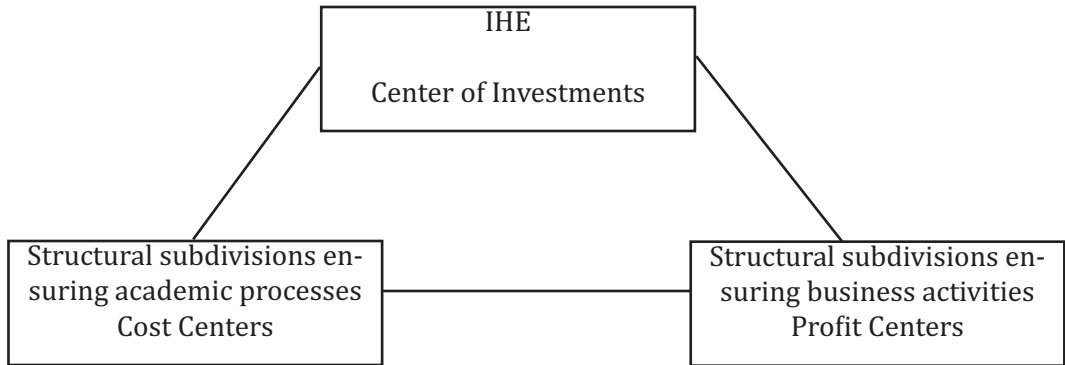 IHE
Center of Investments
Structural subdivisions en-
suring academic processes
Cost Centers
Structural subdivisions en-
suring business activities
Profit Centers